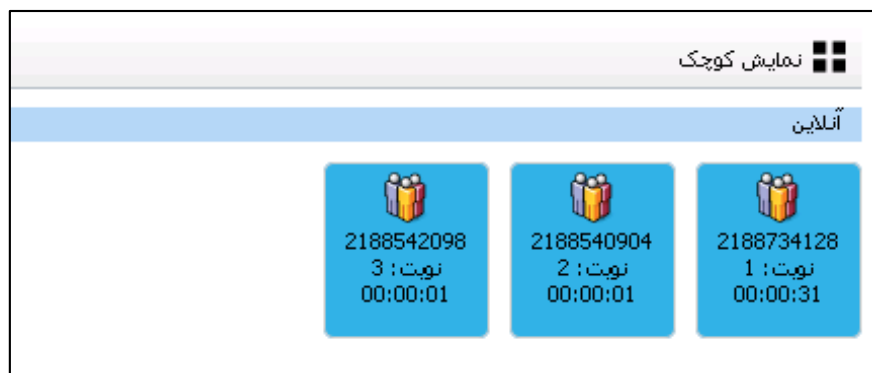 نمایش کوچک
آنلاین
2188734128
نوبت : 1
00:00:31
2188540904
نوبت : 2
00:00:01
2188542098
نوبت : 3
00:00:01